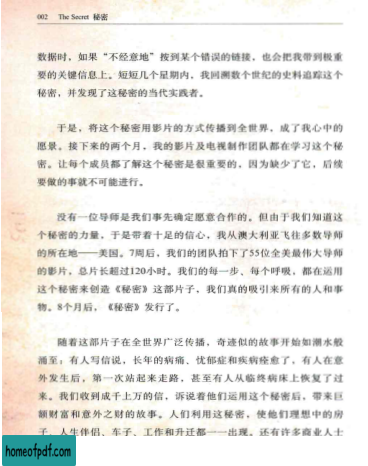 002 The Secret 秘密
数据时，如果“不经意地”按到某个错误的链接，也会把我带到极重
要的关键信息上。短短几个星期内，我回溯数个世纪的史料追踪这个
秘密，并发现了这秘密的当代实践者。
于是，将这个秘密用影片的方式传播到全世界，成了我心中的
愿景。接下来的两个月，我的影片及电视制作团队都在学习这个秘
密。让每个成员都了解这个秘密是很重要的，因为缺少了它，后续
要做的事就不可能进行。
没有一位导师是我们事先确定愿意合作的。但由于我们知道这
个秘密的力量，于是带着十足的信心，我从澳大利亚飞往多数导师
的所在地——美国。7周后，我们的团队拍下了55位全美最伟大导师
的影片，总片长超过120小时。我们的每一步、每个呼吸，都在运用
这个秘密来创造《秘密》这部片子，我们真的吸引来所有的人和事
物。8个月后，《秘密》发行了。
随着这部片子在全世界广泛传播，奇迹似的故事开始如潮水般
涌至：有人写信说，长年的病痛、忧郁症和疾病痊愈了，有人在意
外发生后，第一次站起来走路，甚至有人从临终病床上恢复了过
来。我们收到成千上万的信，诉说着他们运用这个秘密后，带来巨
额财富和意外之财的故事。人们利用这秘密，使他们理想中的房
子、人生伴侣、车子、工作和升迁都一一出现。还有许多商业人士
homeofpdf.com